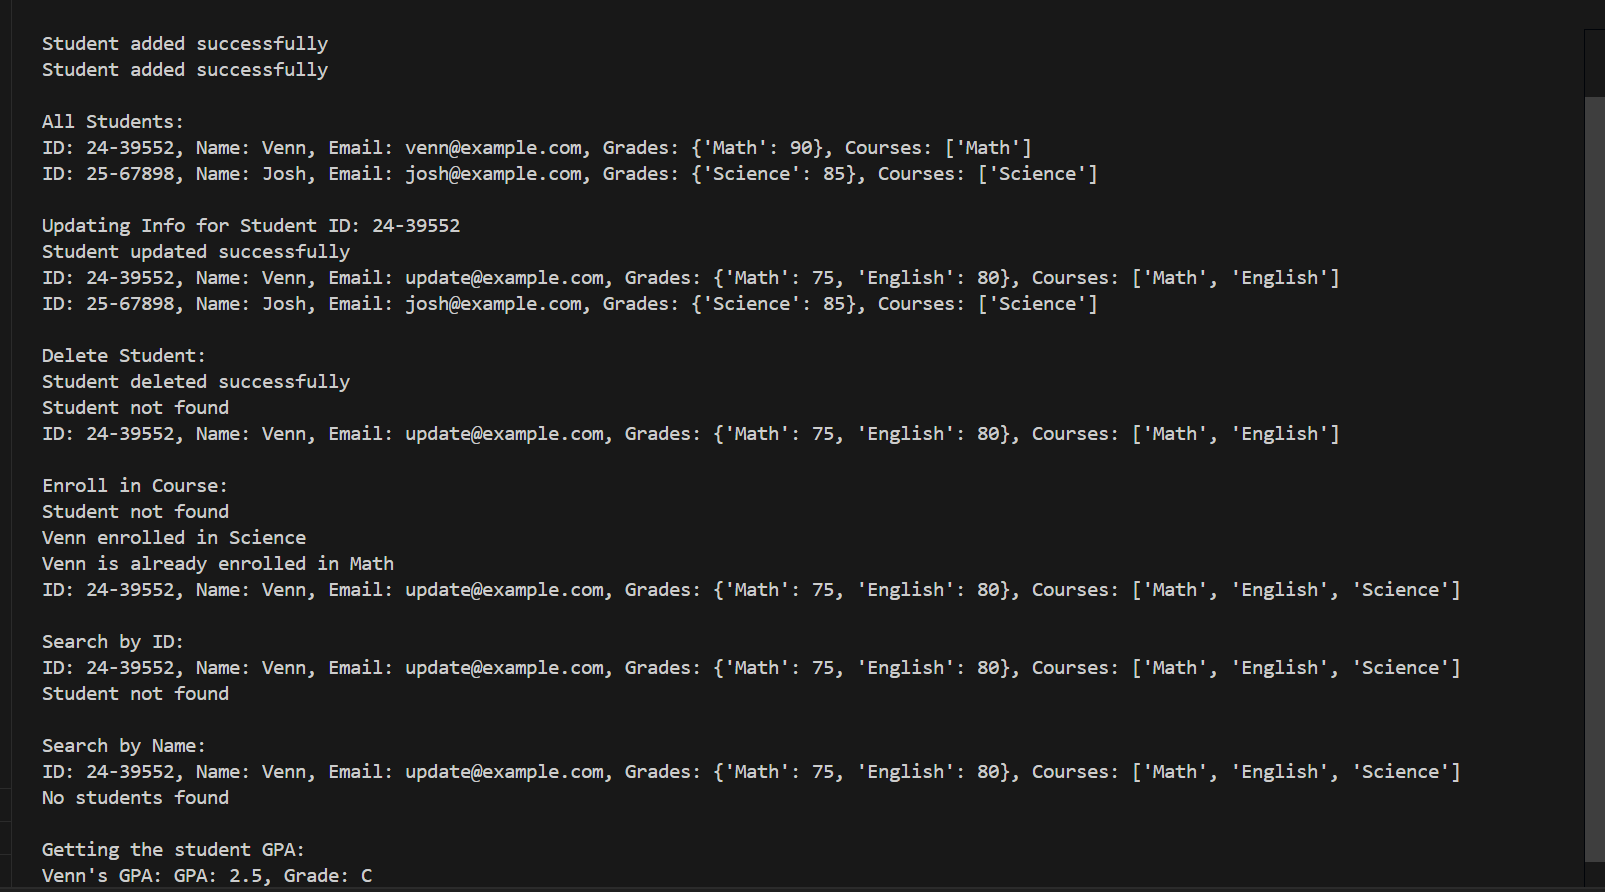 Student added successfully
Student added successfully
All Students:
ID: 24-39552, Name: Venn, Email: venn@example.com, Grades: {'Math': 90}, Courses: ['Math']
ID: 25-67898, Name: Josh, Email: josh@example.com, Grades: {'Science': 85}, Courses: ['Science']
Updating Info for Student ID: 24-39552
Student updated successfully
ID: 24-39552, Name: Venn, Email: update@example.com, Grades: {'Math': 75, 'English': 80}, Courses: ['Math', 'English']
ID: 25-67898, Name: Josh, Email: josh@example.com, Grades: {'Science': 85}, Courses: ['Science']
Delete Student:
Student deleted successfully
Student not found
ID: 24-39552, Name: Venn, Email: update@example.com, Grades: {'Math': 75, 'English': 80}, Courses: ['Math', 'English']
Enroll in Course:
Student not found
Venn enrolled in Science
Venn is already enrolled in Math
ID: 24-39552, Name: Venn, Email: update@example.com, Grades: {'Math': 75, 'English': 80}, Courses: ['Math', 'English', 'Science']
Search by ID:
ID: 24-39552, Name: Venn, Email: update@example.com, Grades: {'Math': 75, 'English': 80}, Courses: ['Math', 'English', 'Science']
Student not found
Search by Name:
ID: 24-39552, Name: Venn, Email: update@example.com, Grades: {'Math': 75, 'English': 80}, Courses: ['Math', 'English', 'Science']
No students found
Getting the student GPA:
Venn's GPA: GPA: 2.5, Grade: C